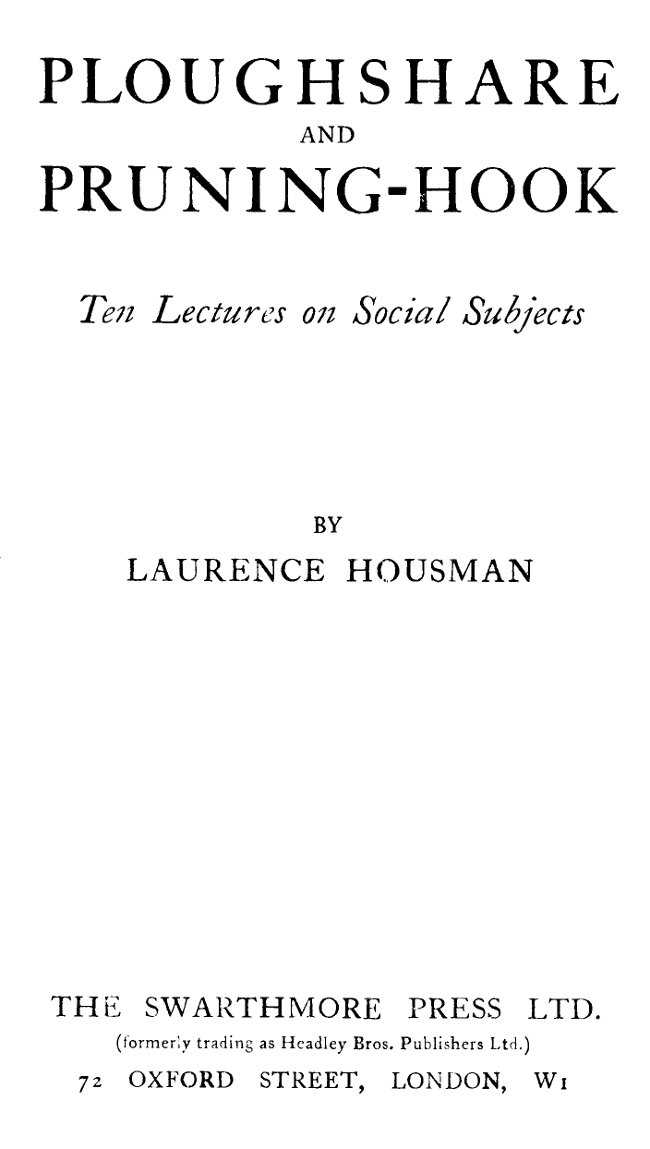 PLOUGHSHARE
AND
PRUNING-HOOK
Ten Lectures on Social Subjects
BY
LAURENCE HOUSMAN
THE SWARTHMORE PRESS LTD.
(formerly trading as Headley Bros. Publishers Ltd.)
72 OXFORD STREET, LONDON, W1